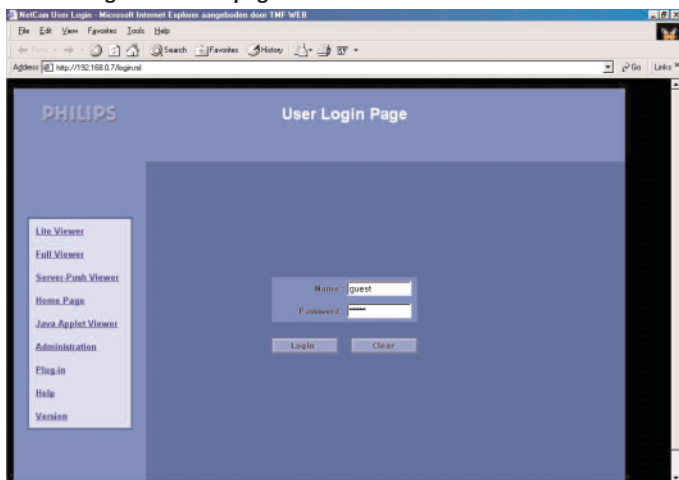 NetCam User Login - Microsoft Internet Explorer aangeboden door TMF WEB
File Edit View Favorites Tools Help
Search Favorites History
Address http://192.168.0.7/login.nl Go Links »
PHILIPS
User Login Page
Lite Viewer
Full Viewer
Server-Push Viewer
Home Page
Java Applet Viewer
Administration
Plug-in
Help
Version
Name : guest
Password :
Login Clear